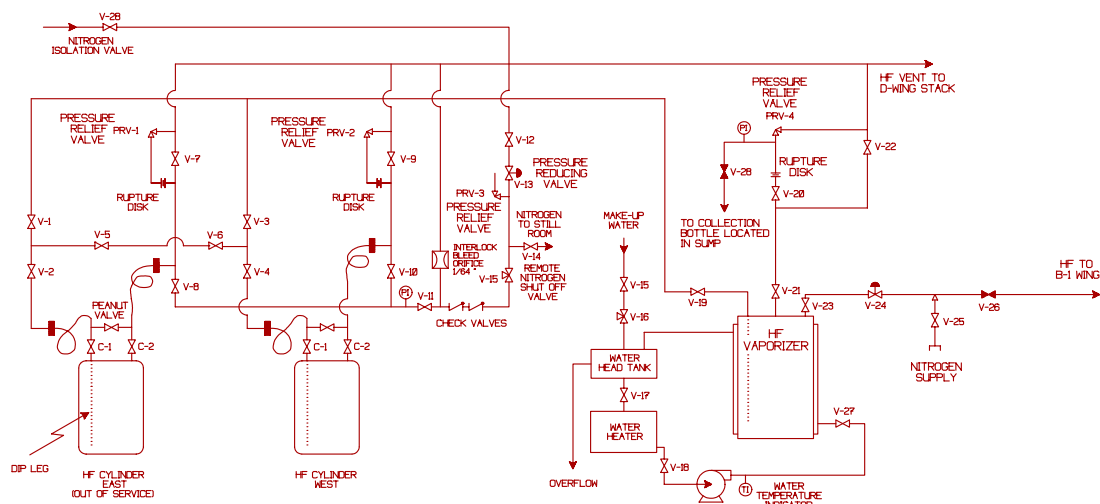 V-28
NITROGEN
ISOLATION VALVE
HF VENT TO
D-WING STACK
PRESSURE
RELIEF
VALVE
PRV-1
V-7
RUPTURE
DISK
PRESSURE
RELIEF
VALVE
PRV-2
V-9
RUPTURE
DISK
V-12
PRESSURE
REDUCING
VALVE
V-13
PRV-3
PRESSURE
RELIEF
VALVE
NITROGEN
TO STILL
ROOM
V-14
INTERLOCK
BLEED
ORIFICE
1/64"
V-15
REMOTE
NITROGEN
SHUT OFF
VALVE
PRESSURE
RELIEF
VALVE
PRV-4
PI
V-22
V-28
RUPTURE
DISK
V-20
TO COLLECTION
BOTTLE LOCATED
IN SUMP
V-1
V-3
V-5
V-6
V-2
V-4
V-8
V-10
PI
V-11
CHECK VALVES
PEANUT
VALVE
C-1
C-2
C-1
C-2
DIP LEG
HF CYLINDER
EAST
(OUT OF SERVICE)
HF CYLINDER
WEST
MAKE-UP
WATER
V-15
V-16
WATER
HEAD TANK
V-17
WATER
HEATER
V-18
OVERFLOW
V-19
V-21
V-23
HF
VAPORIZER
V-24
V-25
V-26
HF TO
B-1 WING
NITROGEN
SUPPLY
V-27
TI
WATER
TEMPERATURE